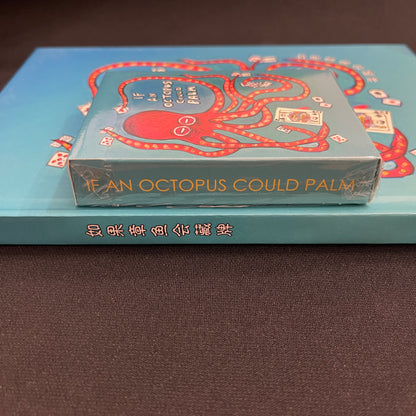 IF
AN
OCTOPUS
COULD
PALM
IF AN OCTOPUS COULD PALM
如果章鱼会藏牌